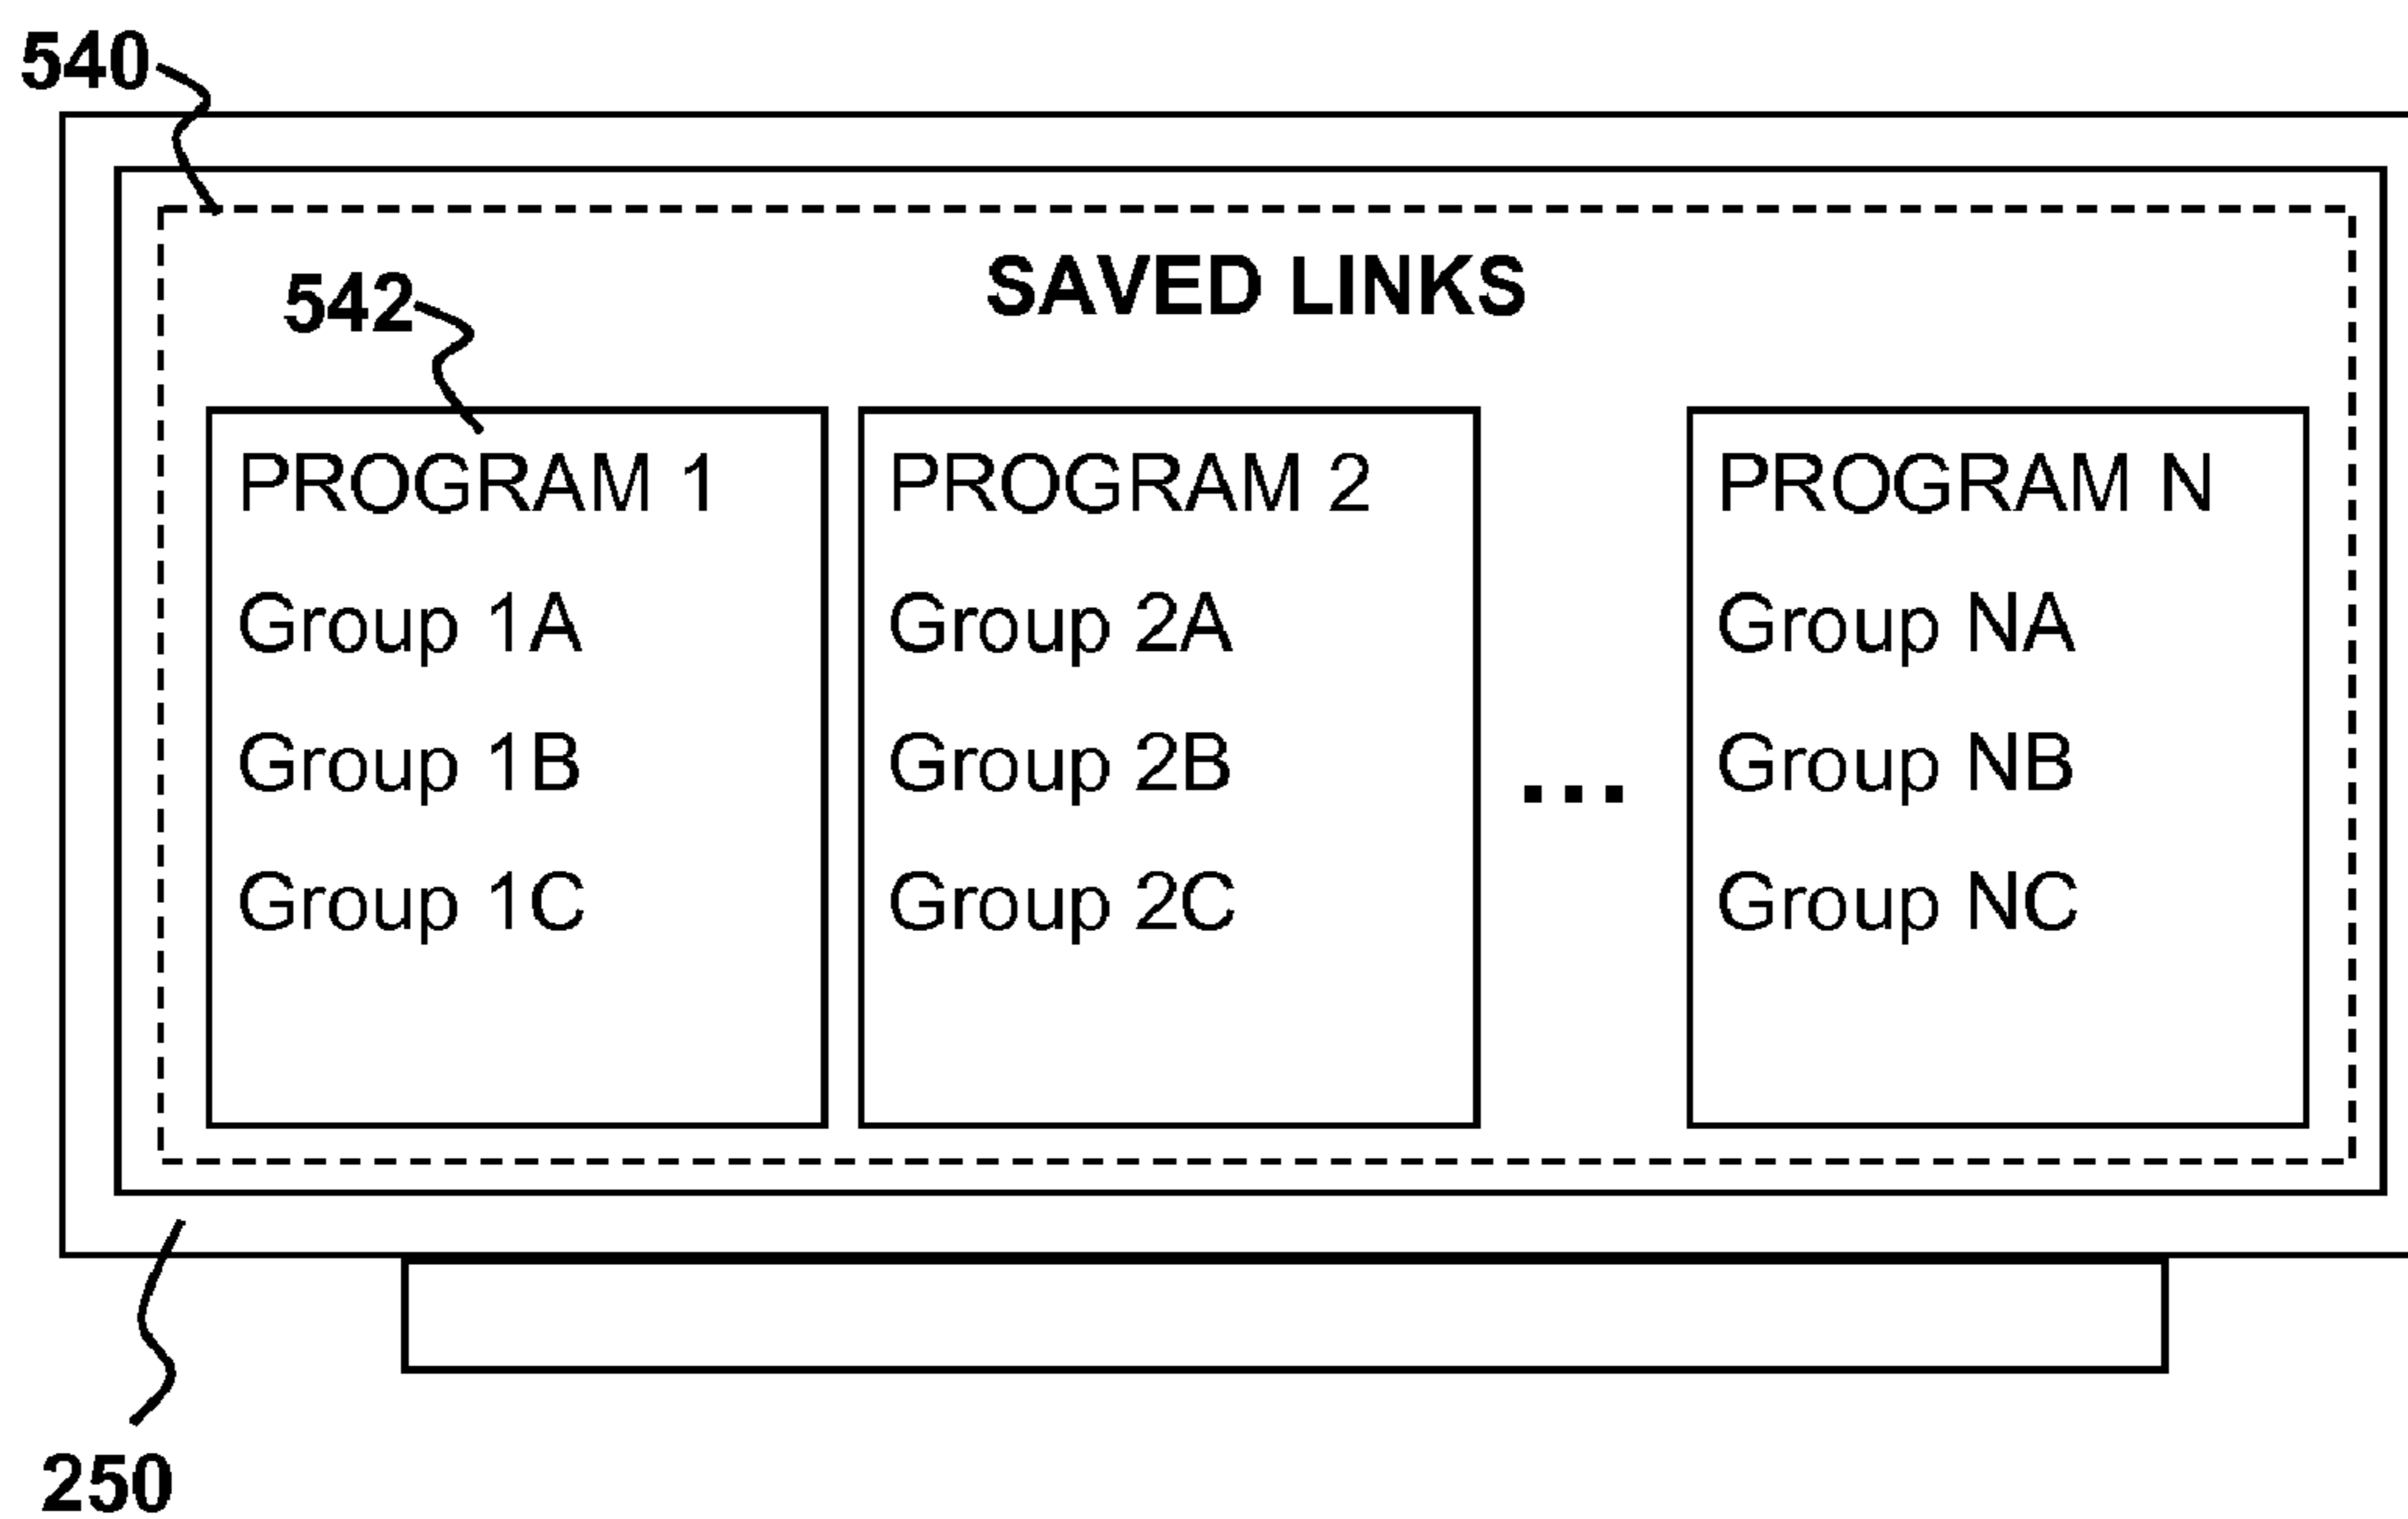 540
SAVED LINKS
542
PROGRAM 1
Group 1A
Group 1B
Group 1C
PROGRAM 2
Group 2A
Group 2B
Group 2C
...
PROGRAM N
Group NA
Group NB
Group NC
250